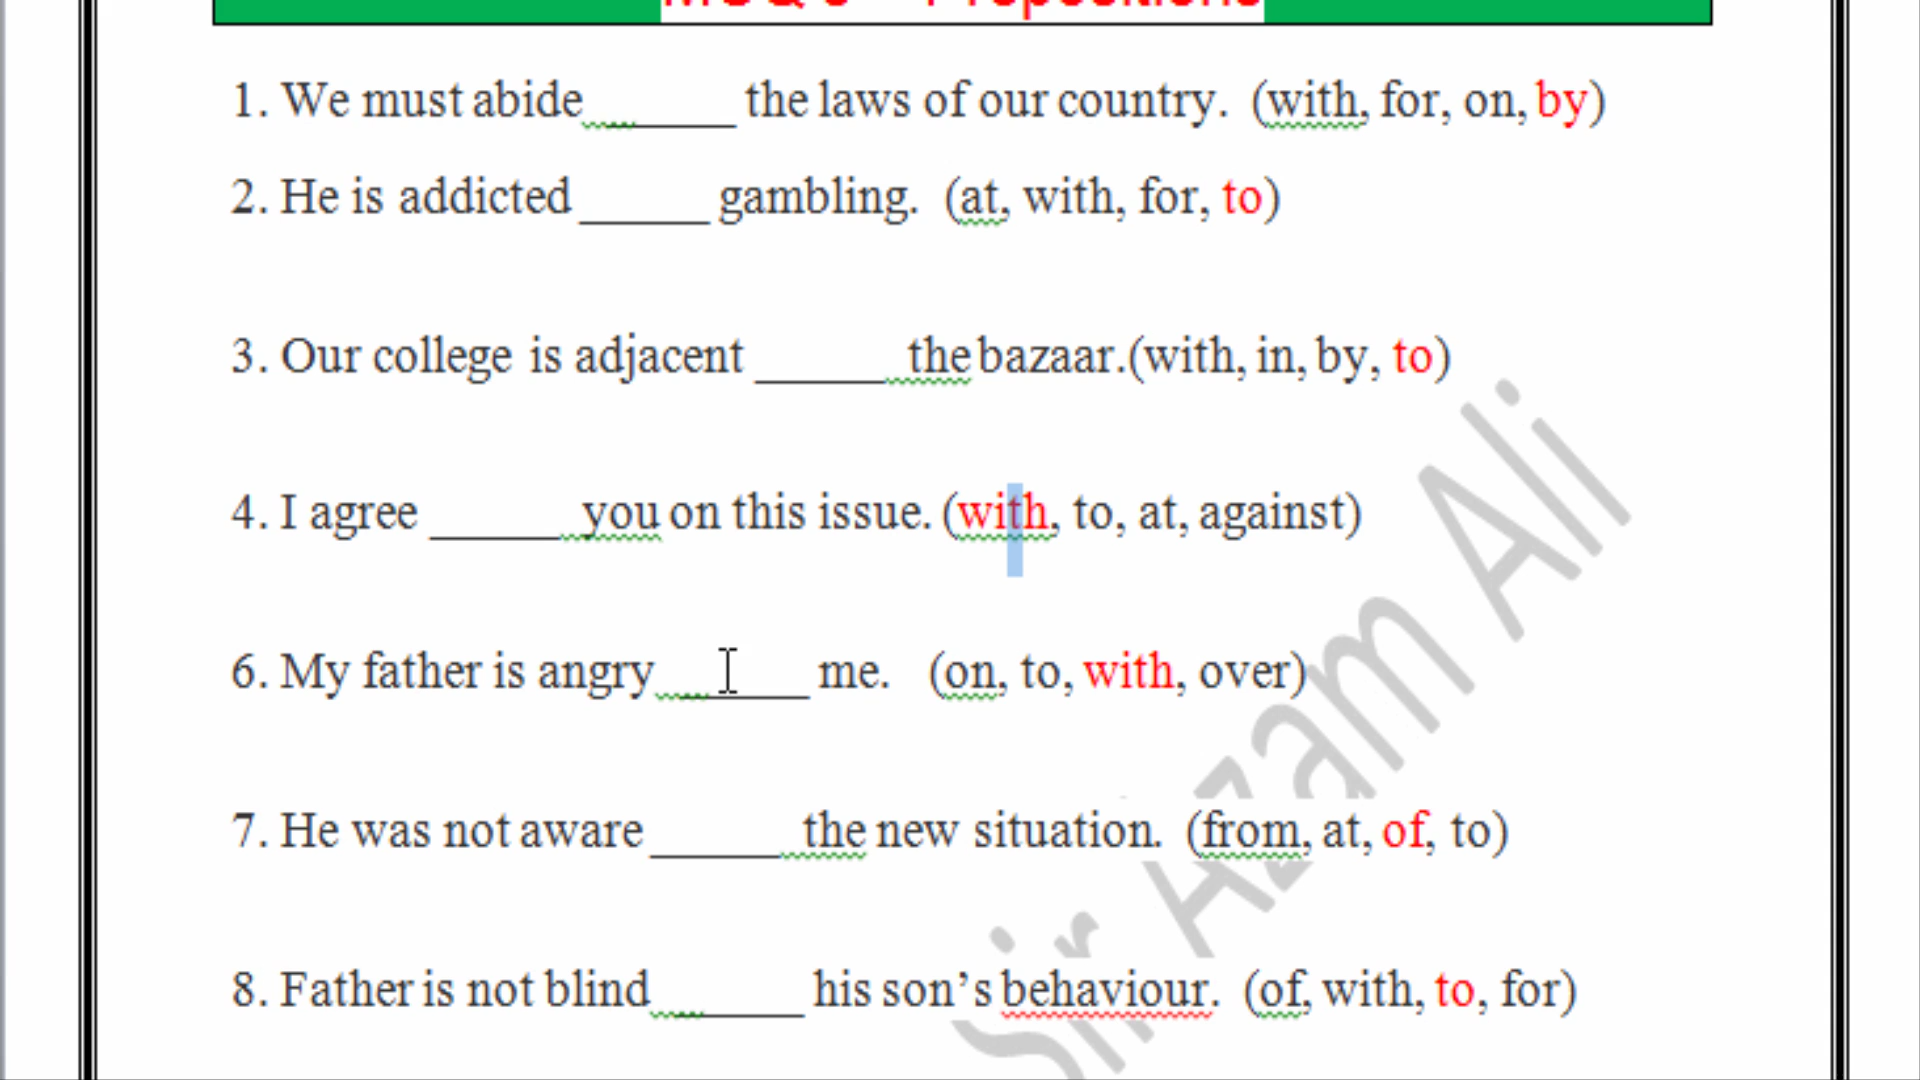 MCQ's – Prepositions
1. We must abide ______ the laws of our country. (with, for, on, by)
2. He is addicted ______ gambling. (at, with, for, to)
3. Our college is adjacent ______ the bazaar.(with, in, by, to)
4. I agree ______ you on this issue. (with, to, at, against)
6. My father is angry ______ me. (on, to, with, over)
7. He was not aware ______ the new situation. (from, at, of, to)
8. Father is not blind ______ his son’s behaviour. (of, with, to, for)
Sir Azam Ali